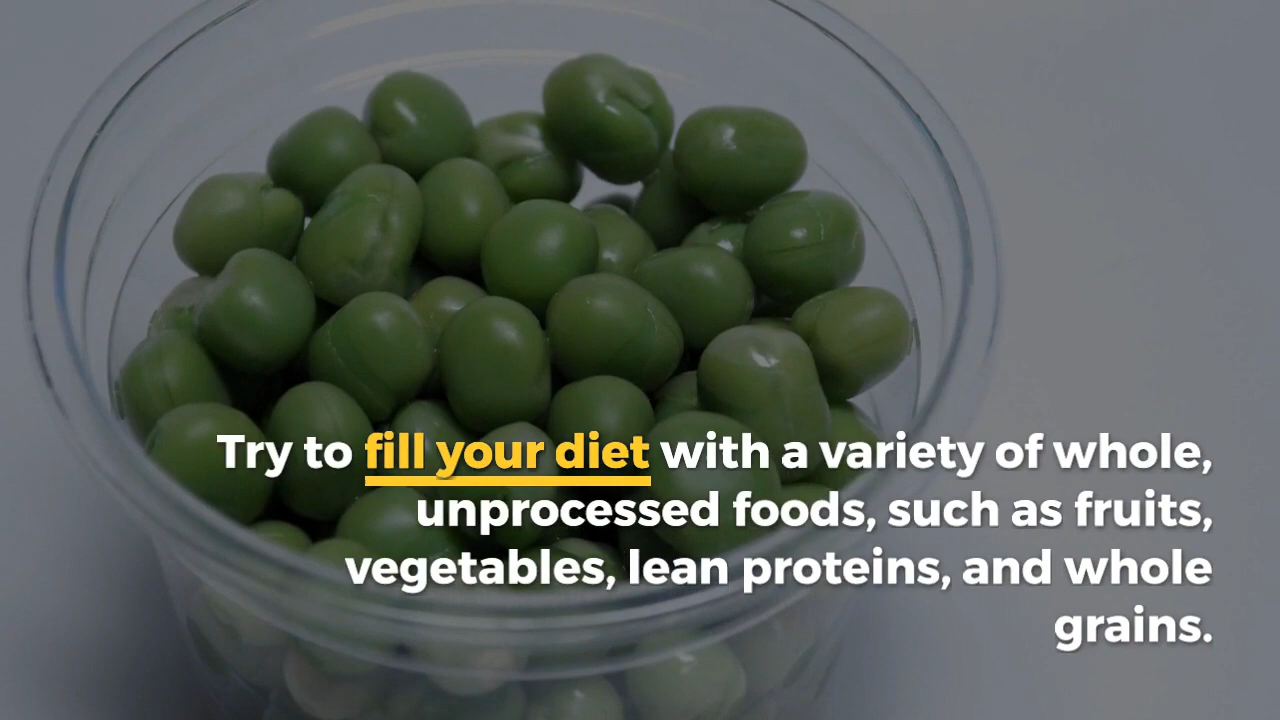 Try to fill your diet with a variety of whole,
unprocessed foods, such as fruits,
vegetables, lean proteins, and whole
grains.